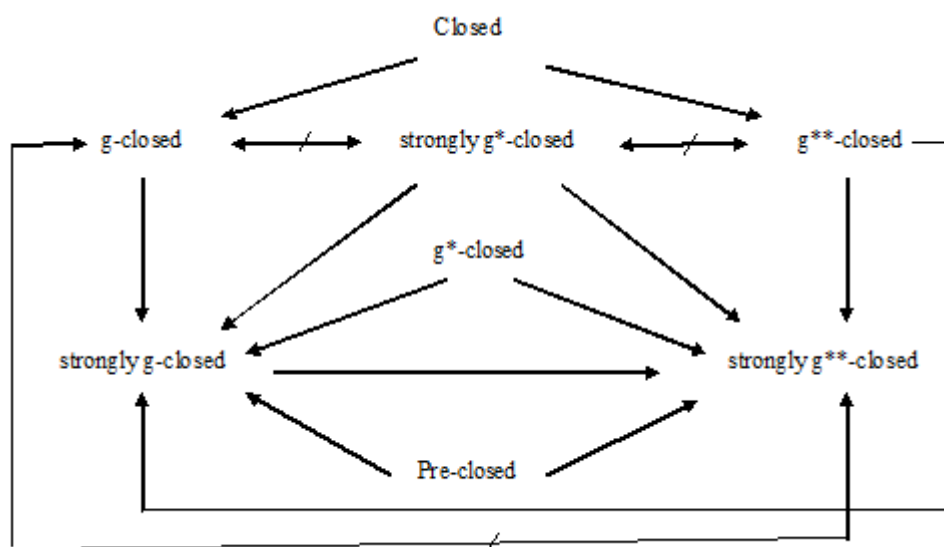 Closed
g-closed
strongly g*-closed
g**-closed
g*-closed
strongly g-closed
strongly g**-closed
Pre-closed